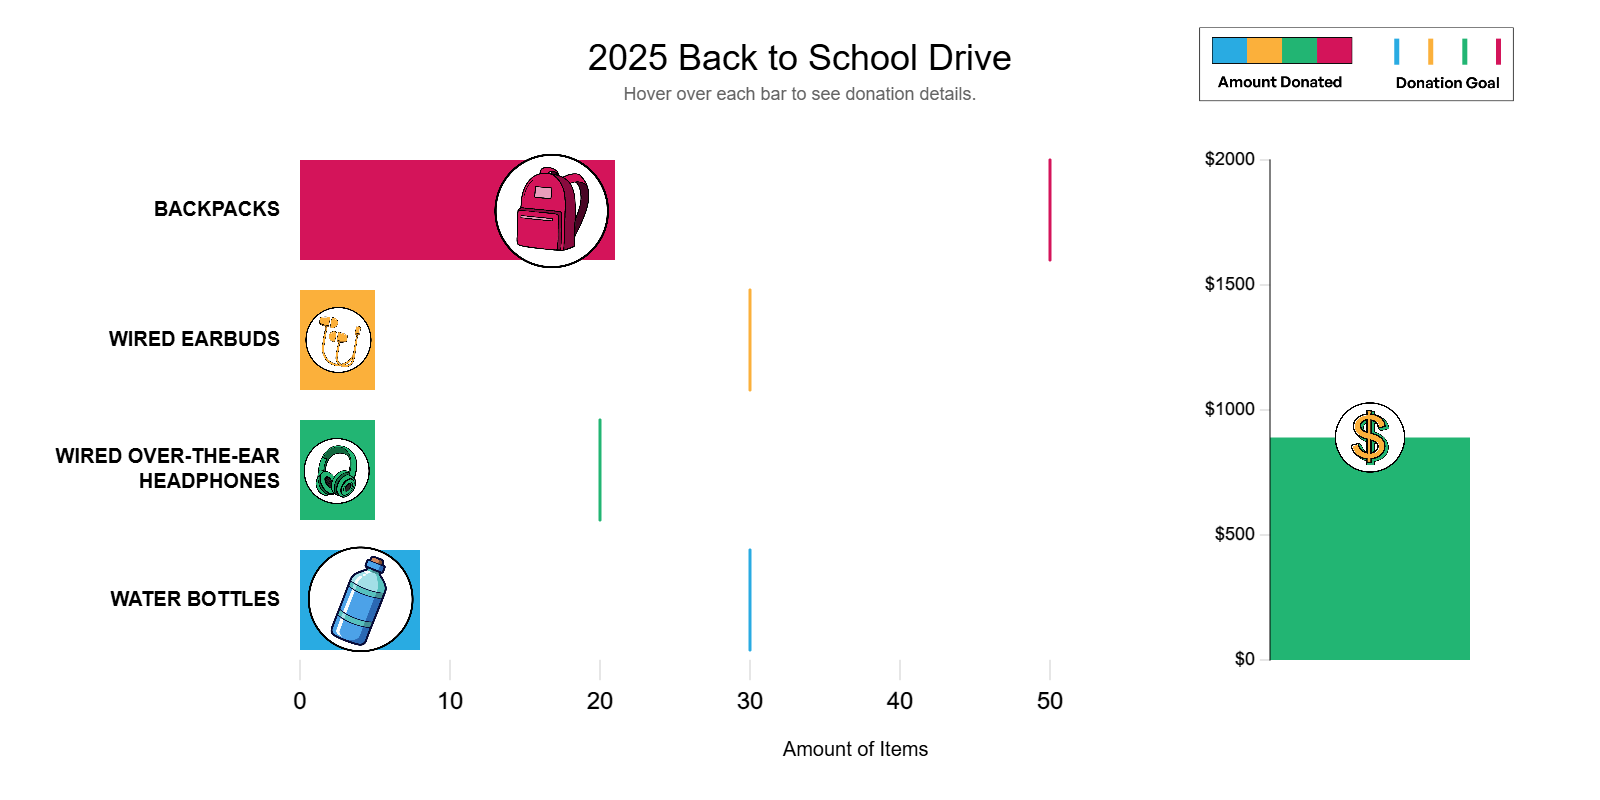 2025 Back to School Drive
Hover over each bar to see donation details.
Amount Donated
Donation Goal
BACKPACKS
WIRED EARBUDS
WIRED OVER-THE-EAR
HEADPHONES
WATER BOTTLES
0
10
20
30
40
50
Amount of Items
$2000
$1500
$1000
$500
$0
$